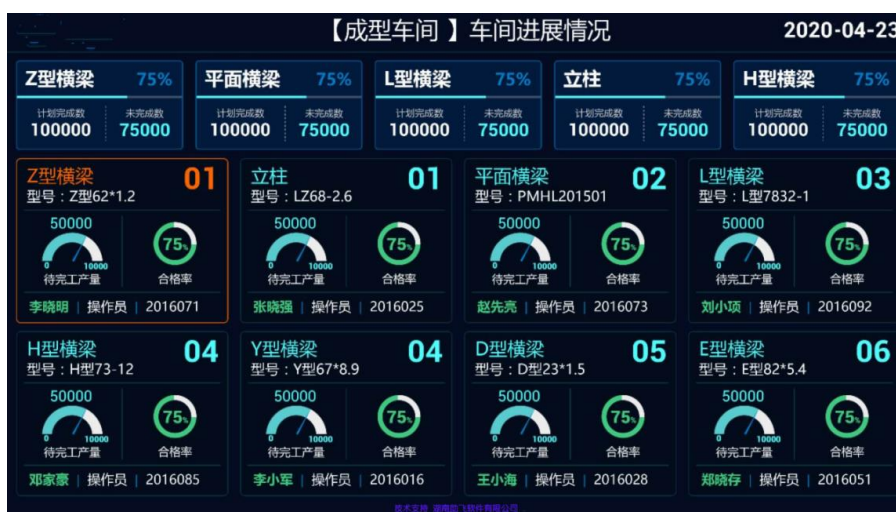 【成型车间 】车间进展情况
2020-04-23
Z型横梁 75%
计划完成数 未完成数
100000 75000
平面横梁 75%
计划完成数 未完成数
100000 75000
L型横梁 75%
计划完成数 未完成数
100000 75000
立柱 75%
计划完成数 未完成数
100000 75000
H型横梁 75%
计划完成数 未完成数
100000 75000
Z型横梁 01
型号：Z型62*1.2
50000
75%
0 10000
待完工产量 合格率
李晓明 | 操作员 | 2016071
立柱 01
型号：LZ68-2.6
50000
75%
0 10000
待完工产量 合格率
张晓强 | 操作员 | 2016025
平面横梁 02
型号：PMHL201501
50000
75%
0 10000
待完工产量 合格率
赵先亮 | 操作员 | 2016073
L型横梁 03
型号：L型7832-1
50000
75%
0 10000
待完工产量 合格率
刘小项 | 操作员 | 2016092
H型横梁 04
型号：H型73-12
50000
75%
0 10000
待完工产量 合格率
邓家豪 | 操作员 | 2016085
Y型横梁 04
型号：Y型67*8.9
50000
75%
0 10000
待完工产量 合格率
李小军 | 操作员 | 2016016
D型横梁 05
型号：D型23*1.5
50000
75%
0 10000
待完工产量 合格率
王小海 | 操作员 | 2016028
E型横梁 06
型号：E型82*5.4
50000
75%
0 10000
待完工产量 合格率
郑晓存 | 操作员 | 2016051